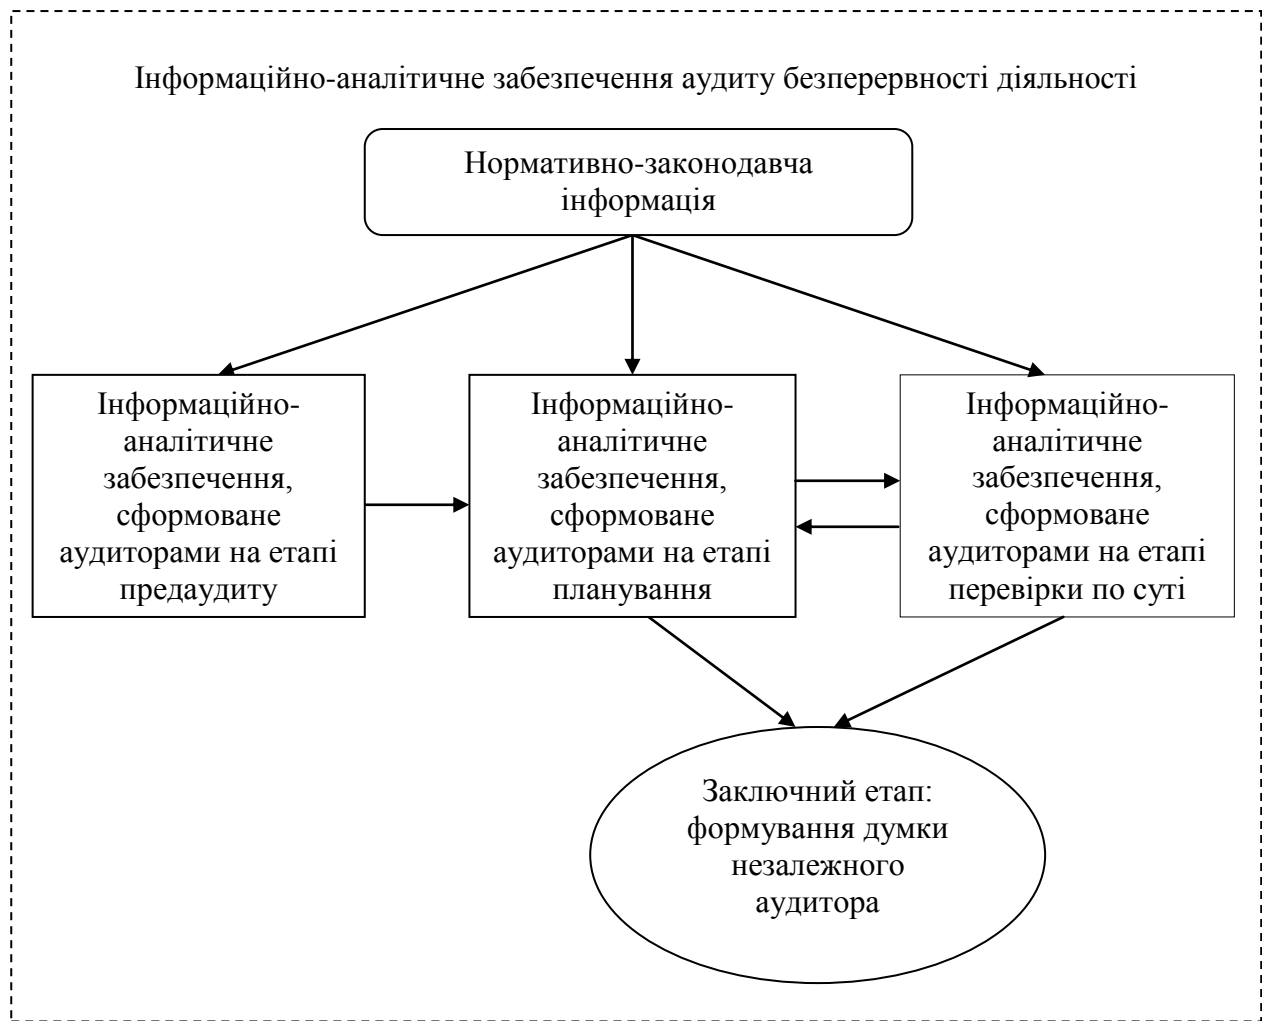 Інформаційно-аналітичне забезпечення аудиту безперервності діяльності
Нормативно-законодавча
інформація
Інформаційно-
аналітичне
забезпечення,
сформоване
аудиторами на етапі
предаудиту
Інформаційно-
аналітичне
забезпечення,
сформоване
аудиторами на етапі
планування
Інформаційно-
аналітичне
забезпечення,
сформоване
аудиторами на етапі
перевірки по суті
Заключний етап:
формування думки
незалежного
аудитора